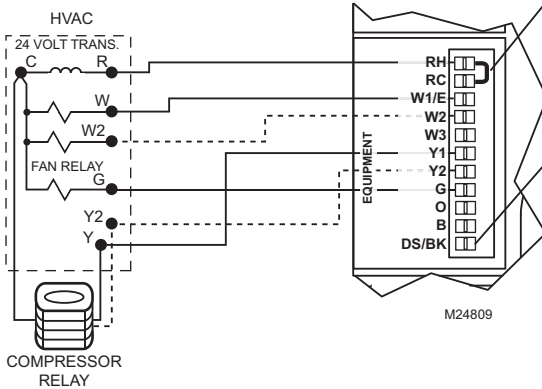 HVAC
24 VOLT TRANS.
C
R
W
W2
FAN RELAY
G
Y2
Y
COMPRESSOR
RELAY
EQUIPMENT
RH
RC
W1/E
W2
W3
Y1
Y2
G
O
B
DS/BK
M24809